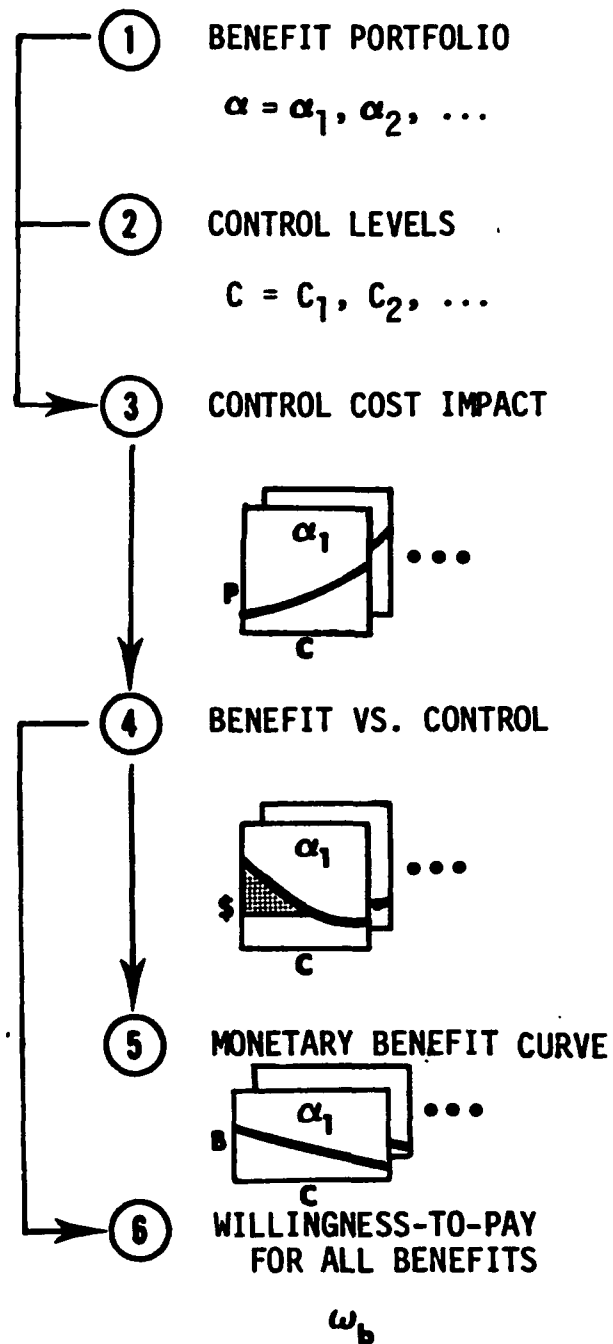 1 BENEFIT PORTFOLIO
α = α1, α2, ...
2 CONTROL LEVELS
C = C1, C2, ...
3 CONTROL COST IMPACT
α1
P
C
4 BENEFIT VS. CONTROL
α1
$
C
5 MONETARY BENEFIT CURVE
α1
B
C
6 WILLINGNESS-TO-PAY
FOR ALL BENEFITS
ωb